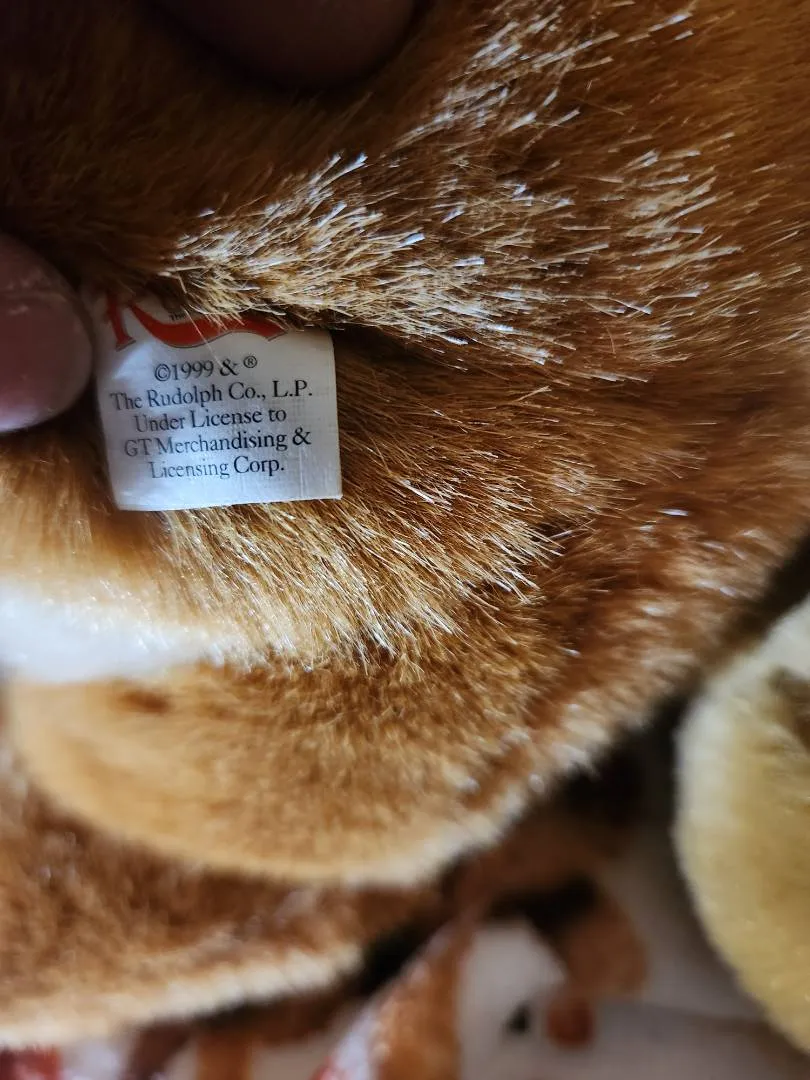 ©1999 & ®
The Rudolph Co., L.P.
Under License to
GT Merchandising &
Licensing Corp.